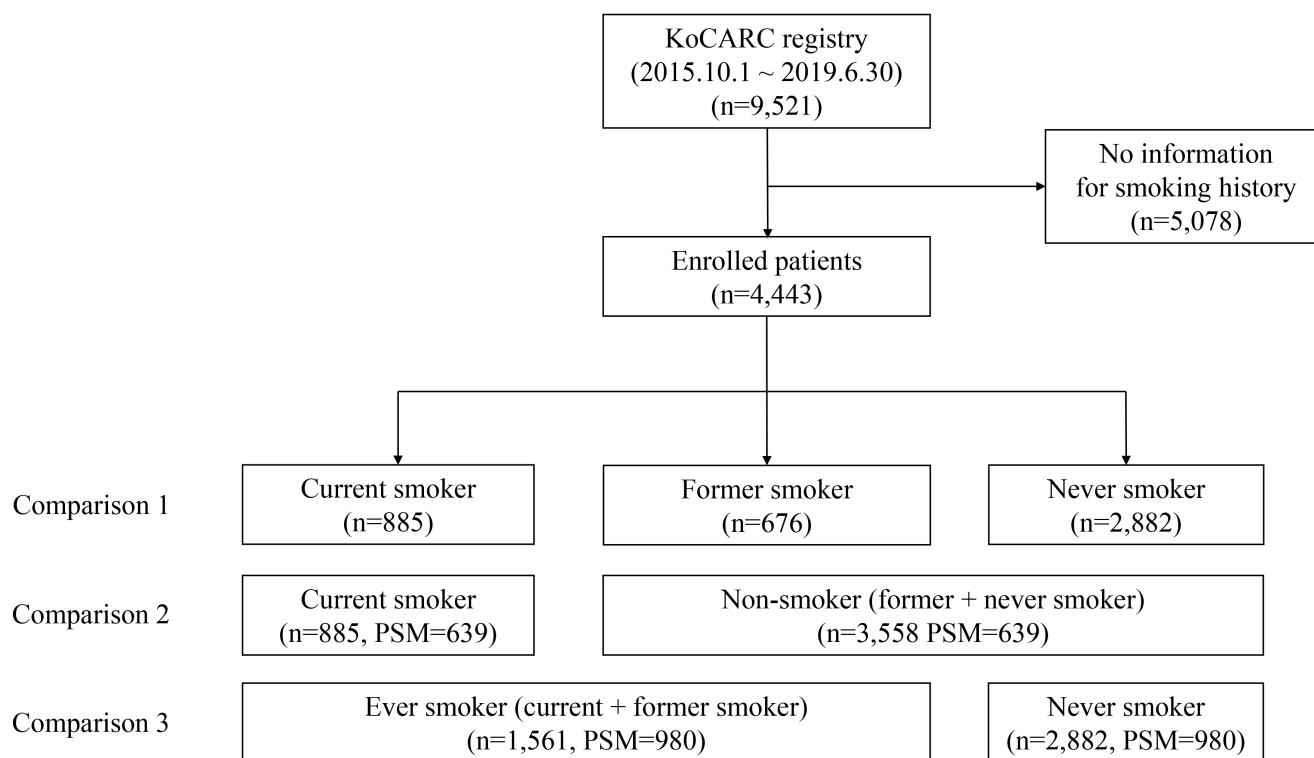 KoCARC registry
(2015.10.1 ~ 2019.6.30)
(n=9,521)
No information
for smoking history
(n=5,078)
Enrolled patients
(n=4,443)
Comparison 1
Current smoker
(n=885)
Former smoker
(n=676)
Never smoker
(n=2,882)
Comparison 2
Current smoker
(n=885, PSM=639)
Non-smoker (former + never smoker)
(n=3,558 PSM=639)
Comparison 3
Ever smoker (current + former smoker)
(n=1,561, PSM=980)
Never smoker
(n=2,882, PSM=980)